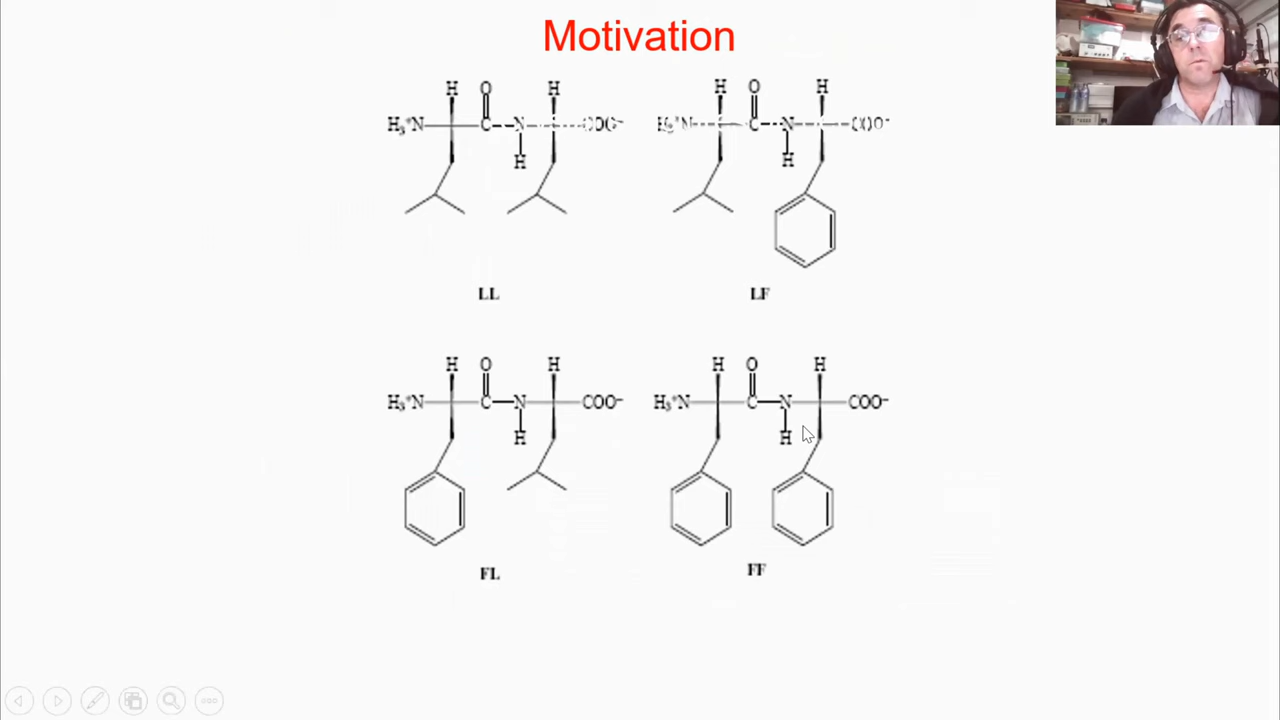 Motivation
H O H
H₃⁺N C N COO⁻
H
LL
H O H
H₃⁺N C N COO⁻
H
LF
H O H
H₃⁺N C N COO⁻
H
FL
H O H
H₃⁺N C N COO⁻
H
FF